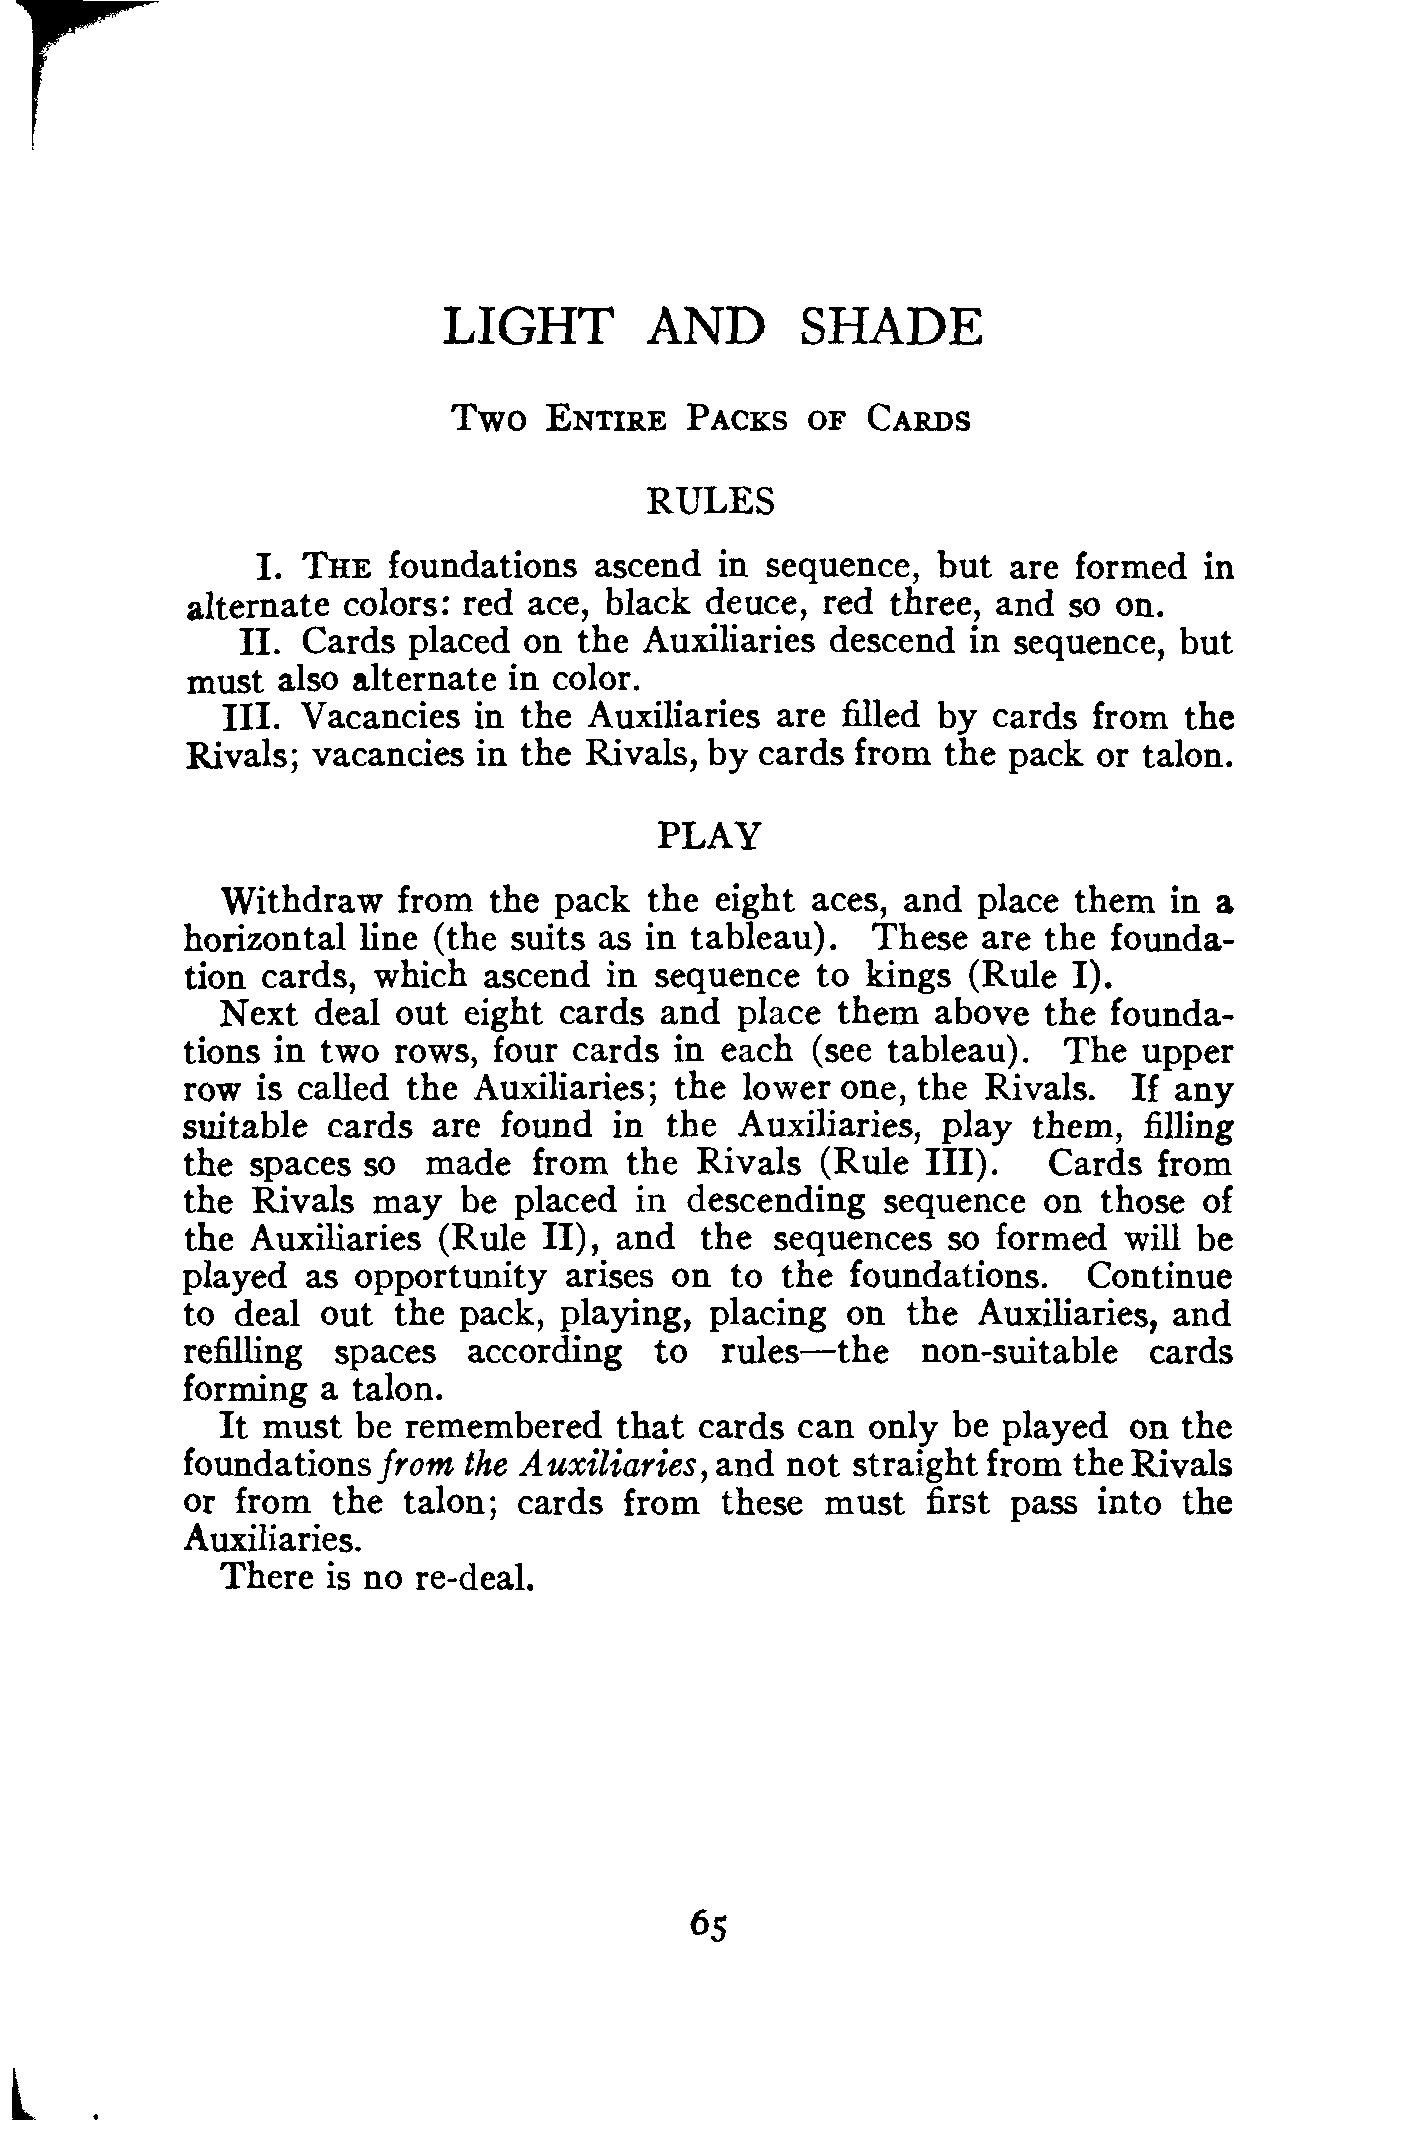 LIGHT AND SHADE
TWO ENTIRE PACKS OF CARDS
RULES
I. THE foundations ascend in sequence, but are formed in
alternate colors: red ace, black deuce, red three, and so on.
II. Cards placed on the Auxiliaries descend in sequence, but
must also alternate in color.
III. Vacancies in the Auxiliaries are filled by cards from the
Rivals; vacancies in the Rivals, by cards from the pack or talon.
PLAY
Withdraw from the pack the eight aces, and place them in a
horizontal line (the suits as in tableau). These are the founda-
tion cards, which ascend in sequence to kings (Rule I).
Next deal out eight cards and place them above the founda-
tions in two rows, four cards in each (see tableau). The upper
row is called the Auxiliaries; the lower one, the Rivals. If any
suitable cards are found in the Auxiliaries, play them, filling
the spaces so made from the Rivals (Rule III). Cards from
the Rivals may be placed in descending sequence on those of
the Auxiliaries (Rule II), and the sequences so formed will be
played as opportunity arises on to the foundations. Continue
to deal out the pack, playing, placing on the Auxiliaries, and
refilling spaces according to rules—the non-suitable cards
forming a talon.
It must be remembered that cards can only be played on the
foundations from the Auxiliaries, and not straight from the Rivals
or from the talon; cards from these must first pass into the
Auxiliaries.
There is no re-deal.
65